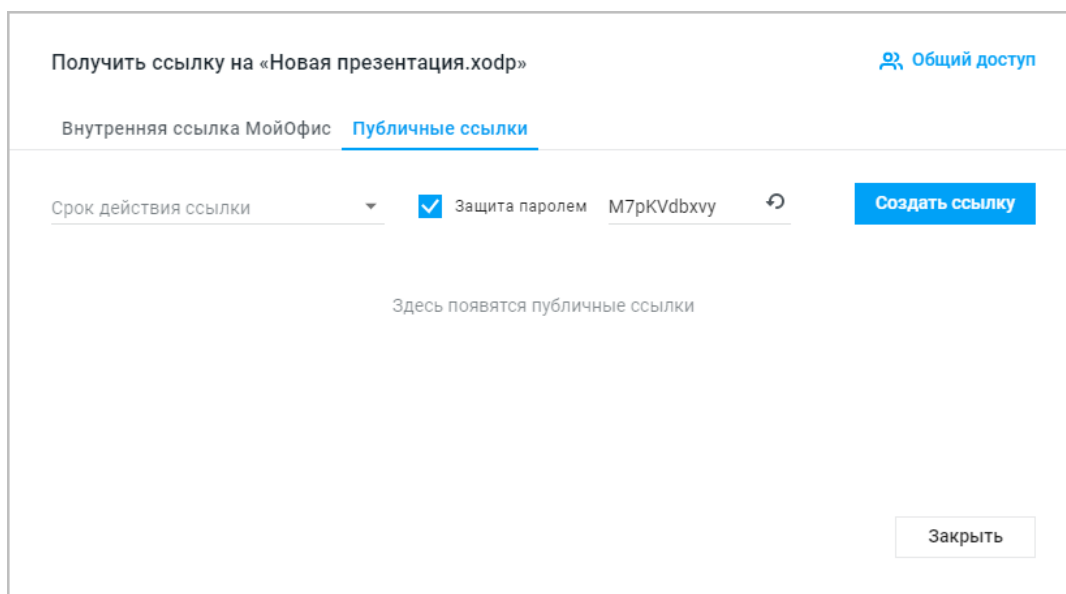 Получить ссылку на «Новая презентация.xodp»
Общий доступ
Внутренняя ссылка МойОфис
Публичные ссылки
Срок действия ссылки
Защита паролем
M7pKVdbxvy
Создать ссылку
Здесь появятся публичные ссылки
Закрыть